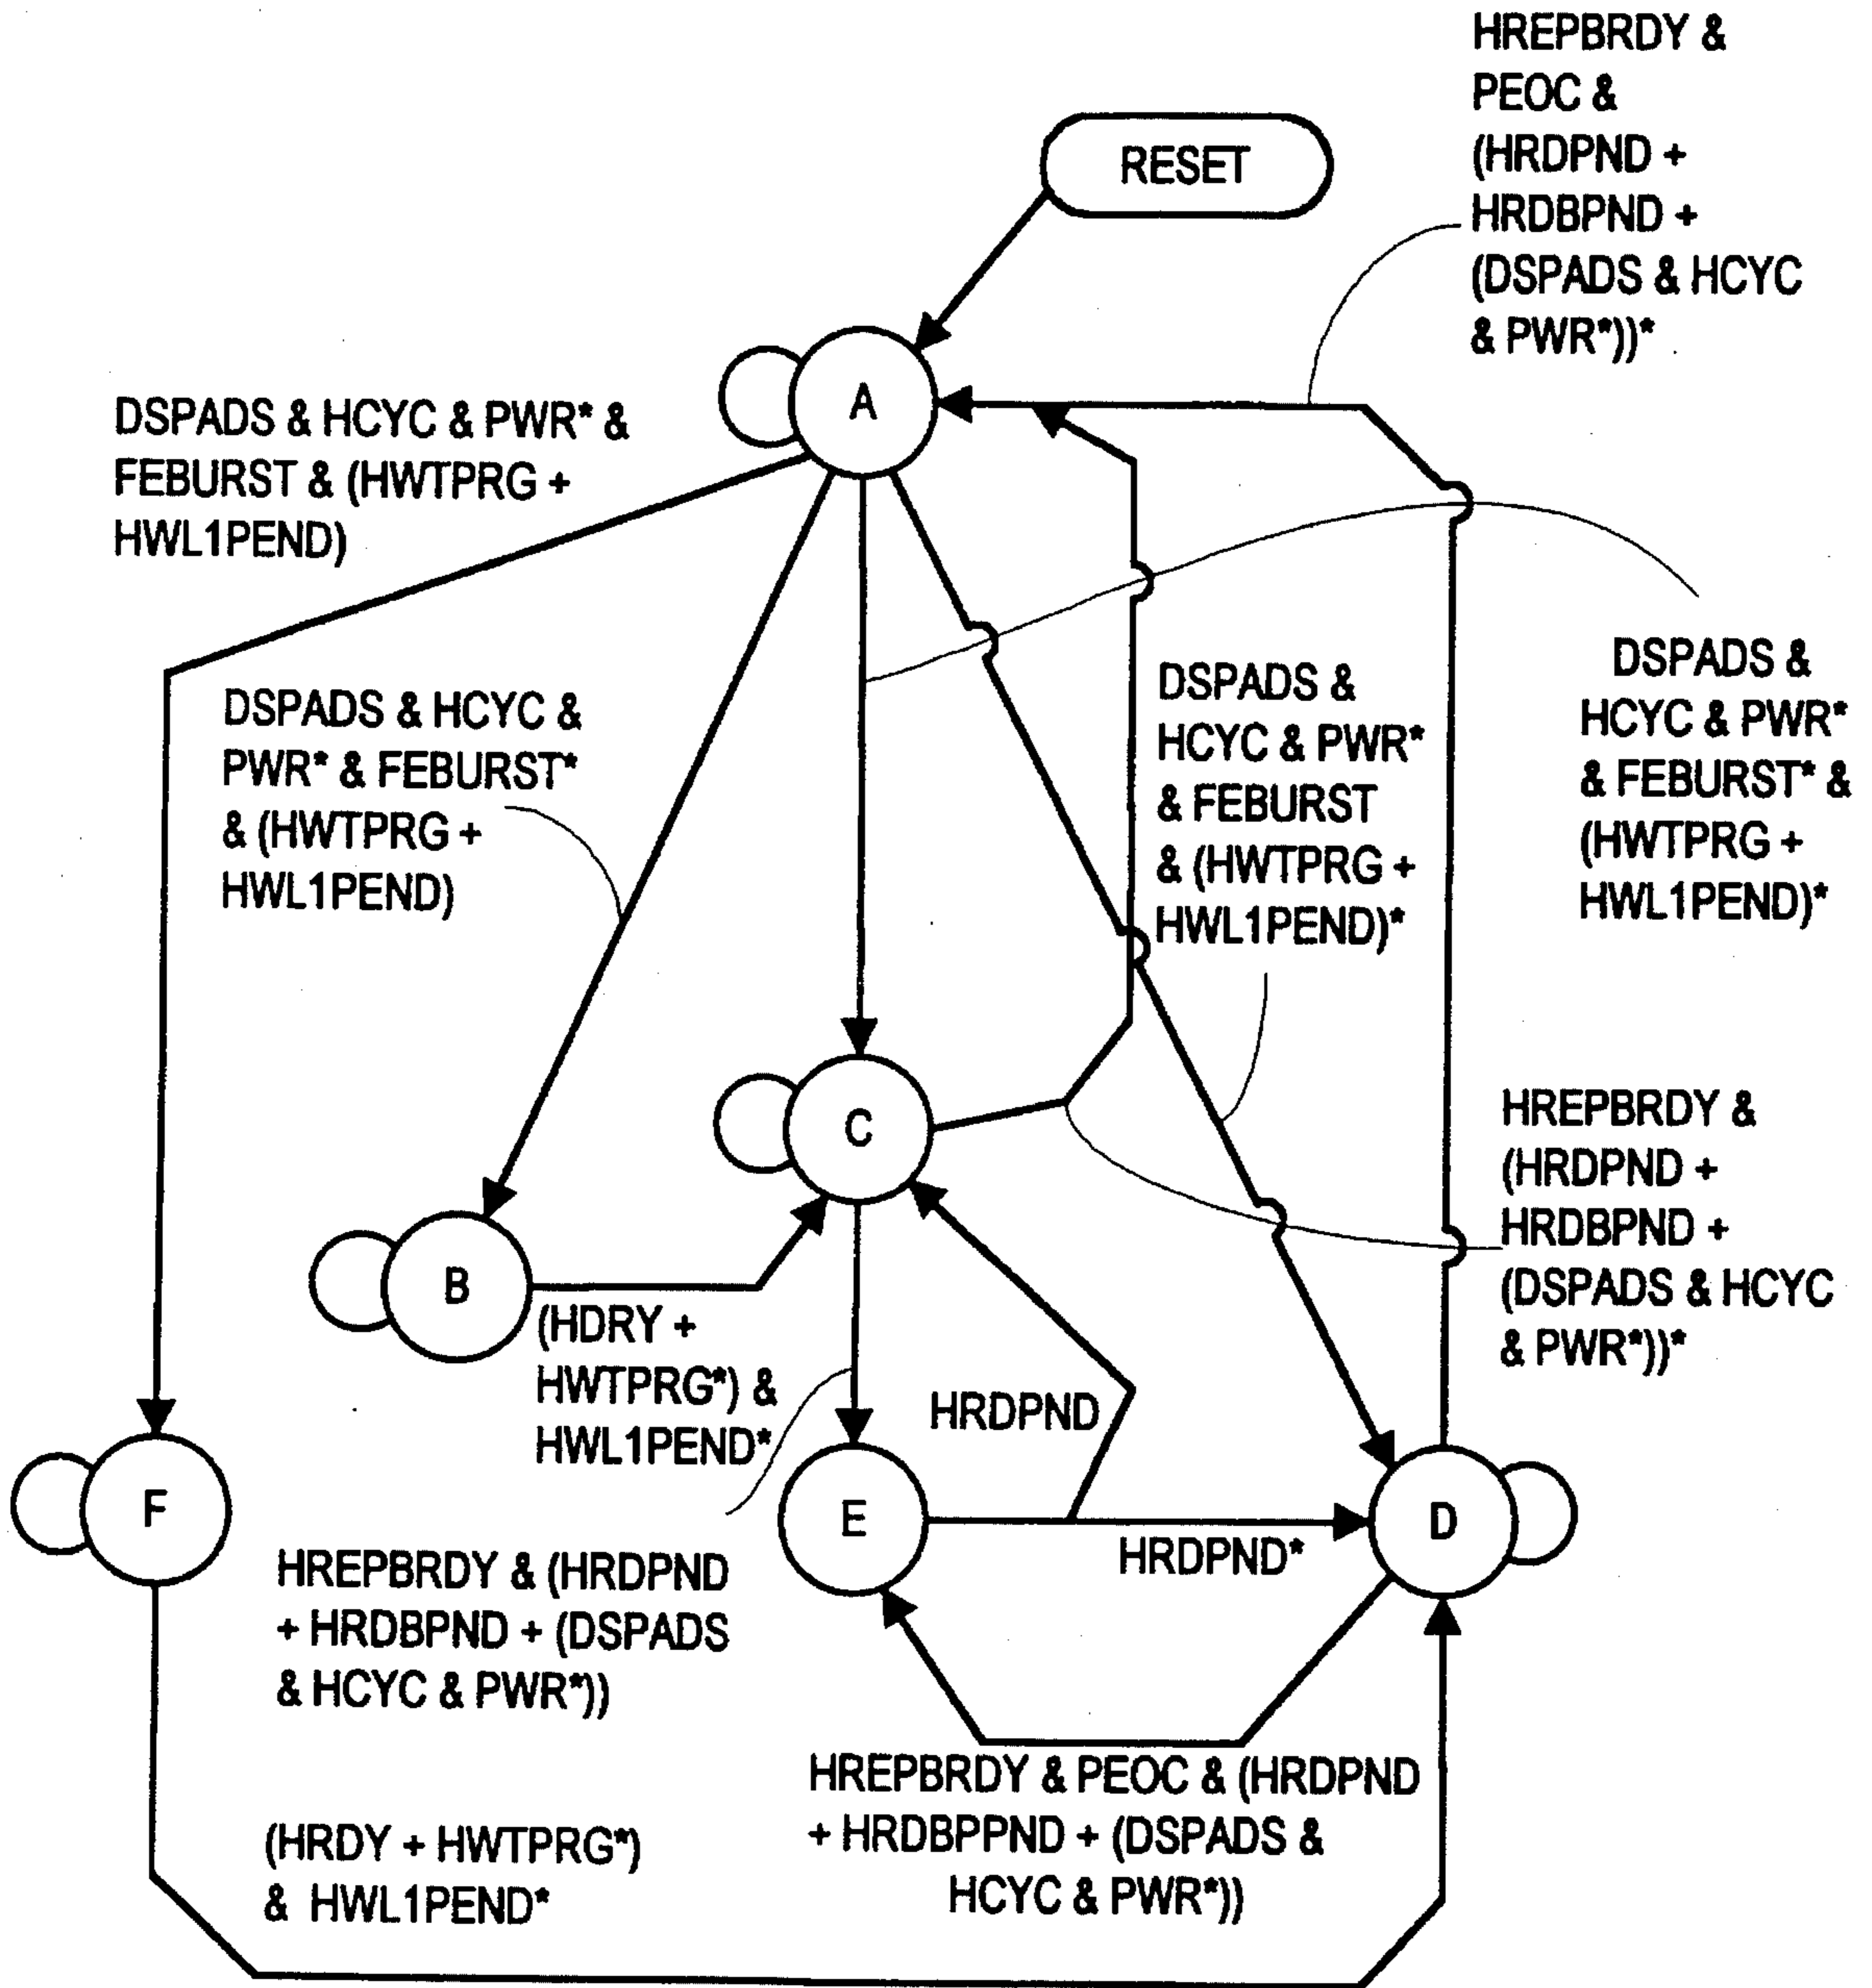 HREPBRDY &
PEOC &
(HRDPND +
HRDBPND +
(DSPADS & HCYC
& PWR*))*
RESET
A
DSPADS & HCYC & PWR* &
FEBURST & (HWTPRG +
HWL1PEND)
DSPADS & HCYC &
PWR* & FEBURST*
& (HWTPRG +
HWL1PEND)
DSPADS &
HCYC & PWR*
& FEBURST
& (HWTPRG +
HWL1PEND)*
DSPADS &
HCYC & PWR*
& FEBURST* &
(HWTPRG +
HWL1PEND)*
C
HREPBRDY &
(HRDPND +
HRDBPND +
(DSPADS & HCYC
& PWR*))*
B
(HDRY +
HWTPRG*) &
HWL1PEND*
HRDPND
F
E
D
HRDPND*
HREPBRDY & (HRDPND
+ HRDBPND + (DSPADS
& HCYC & PWR*))
HREPBRDY & PEOC & (HRDPND
+ HRDBPPND + (DSPADS &
HCYC & PWR*))
(HRDY + HWTPRG*)
& HWL1PEND*